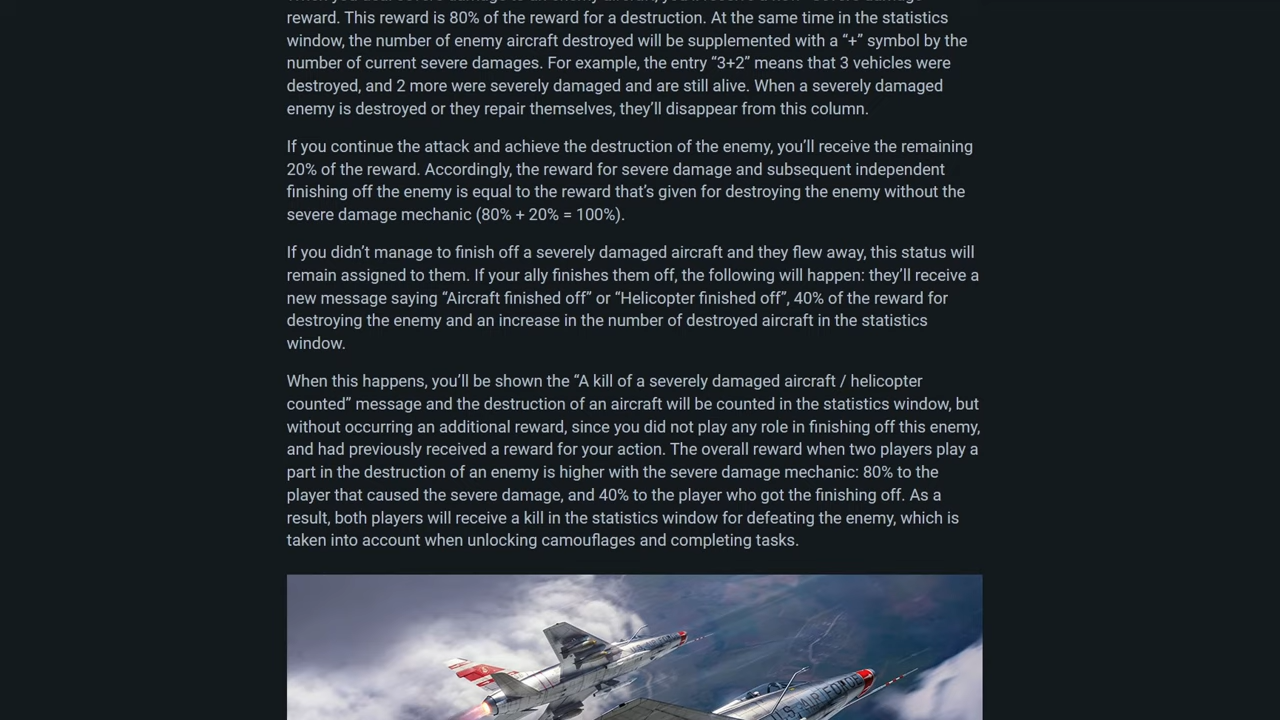 reward. This reward is 80% of the reward for a destruction. At the same time in the statistics
window, the number of enemy aircraft destroyed will be supplemented with a “+” symbol by the
number of current severe damages. For example, the entry “3+2” means that 3 vehicles were
destroyed, and 2 more were severely damaged and are still alive. When a severely damaged
enemy is destroyed or they repair themselves, they’ll disappear from this column.
If you continue the attack and achieve the destruction of the enemy, you’ll receive the remaining
20% of the reward. Accordingly, the reward for severe damage and subsequent independent
finishing off the enemy is equal to the reward that’s given for destroying the enemy without the
severe damage mechanic (80% + 20% = 100%).
If you didn’t manage to finish off a severely damaged aircraft and they flew away, this status will
remain assigned to them. If your ally finishes them off, the following will happen: they’ll receive a
new message saying “Aircraft finished off” or “Helicopter finished off”, 40% of the reward for
destroying the enemy and an increase in the number of destroyed aircraft in the statistics
window.
When this happens, you’ll be shown the “A kill of a severely damaged aircraft / helicopter
counted” message and the destruction of an aircraft will be counted in the statistics window, but
without occurring an additional reward, since you did not play any role in finishing off this enemy,
and had previously received a reward for your action. The overall reward when two players play a
part in the destruction of an enemy is higher with the severe damage mechanic: 80% to the
player that caused the severe damage, and 40% to the player who got the finishing off. As a
result, both players will receive a kill in the statistics window for defeating the enemy, which is
taken into account when unlocking camouflages and completing tasks.
U.S. AIR FORCE